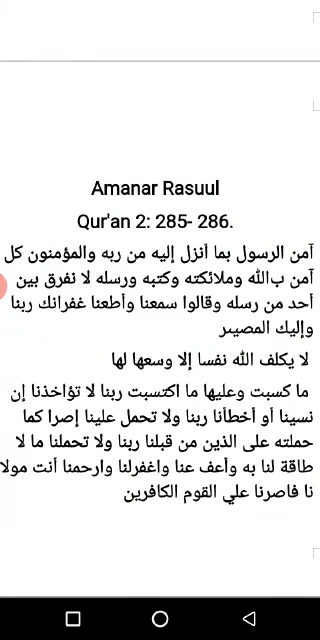 Amanar Rasuul
Qur'an 2: 285- 286.
آمن الرسول بما أنزل إليه من ربه والمؤمنون كل
آمن بﷲ وملائكته وكتبه ورسله لا نفرق بين
أحد من رسله وقالوا سمعنا وأطعنا غفرانك ربنا
وإليك المصير
لا يكلف ﷲ نفسا إلا وسعها لها
ما كسبت وعليها ما اكتسبت ربنا لا تؤاخذنا إن
نسينا أو أخطأنا ربنا ولا تحمل علينا إصرا كما
حملته على الذين من قبلنا ربنا ولا تحملنا ما لا
طاقة لنا به وأعف عنا واغفرلنا وارحمنا أنت مولا
نا فاصرنا علي القوم الكافرين